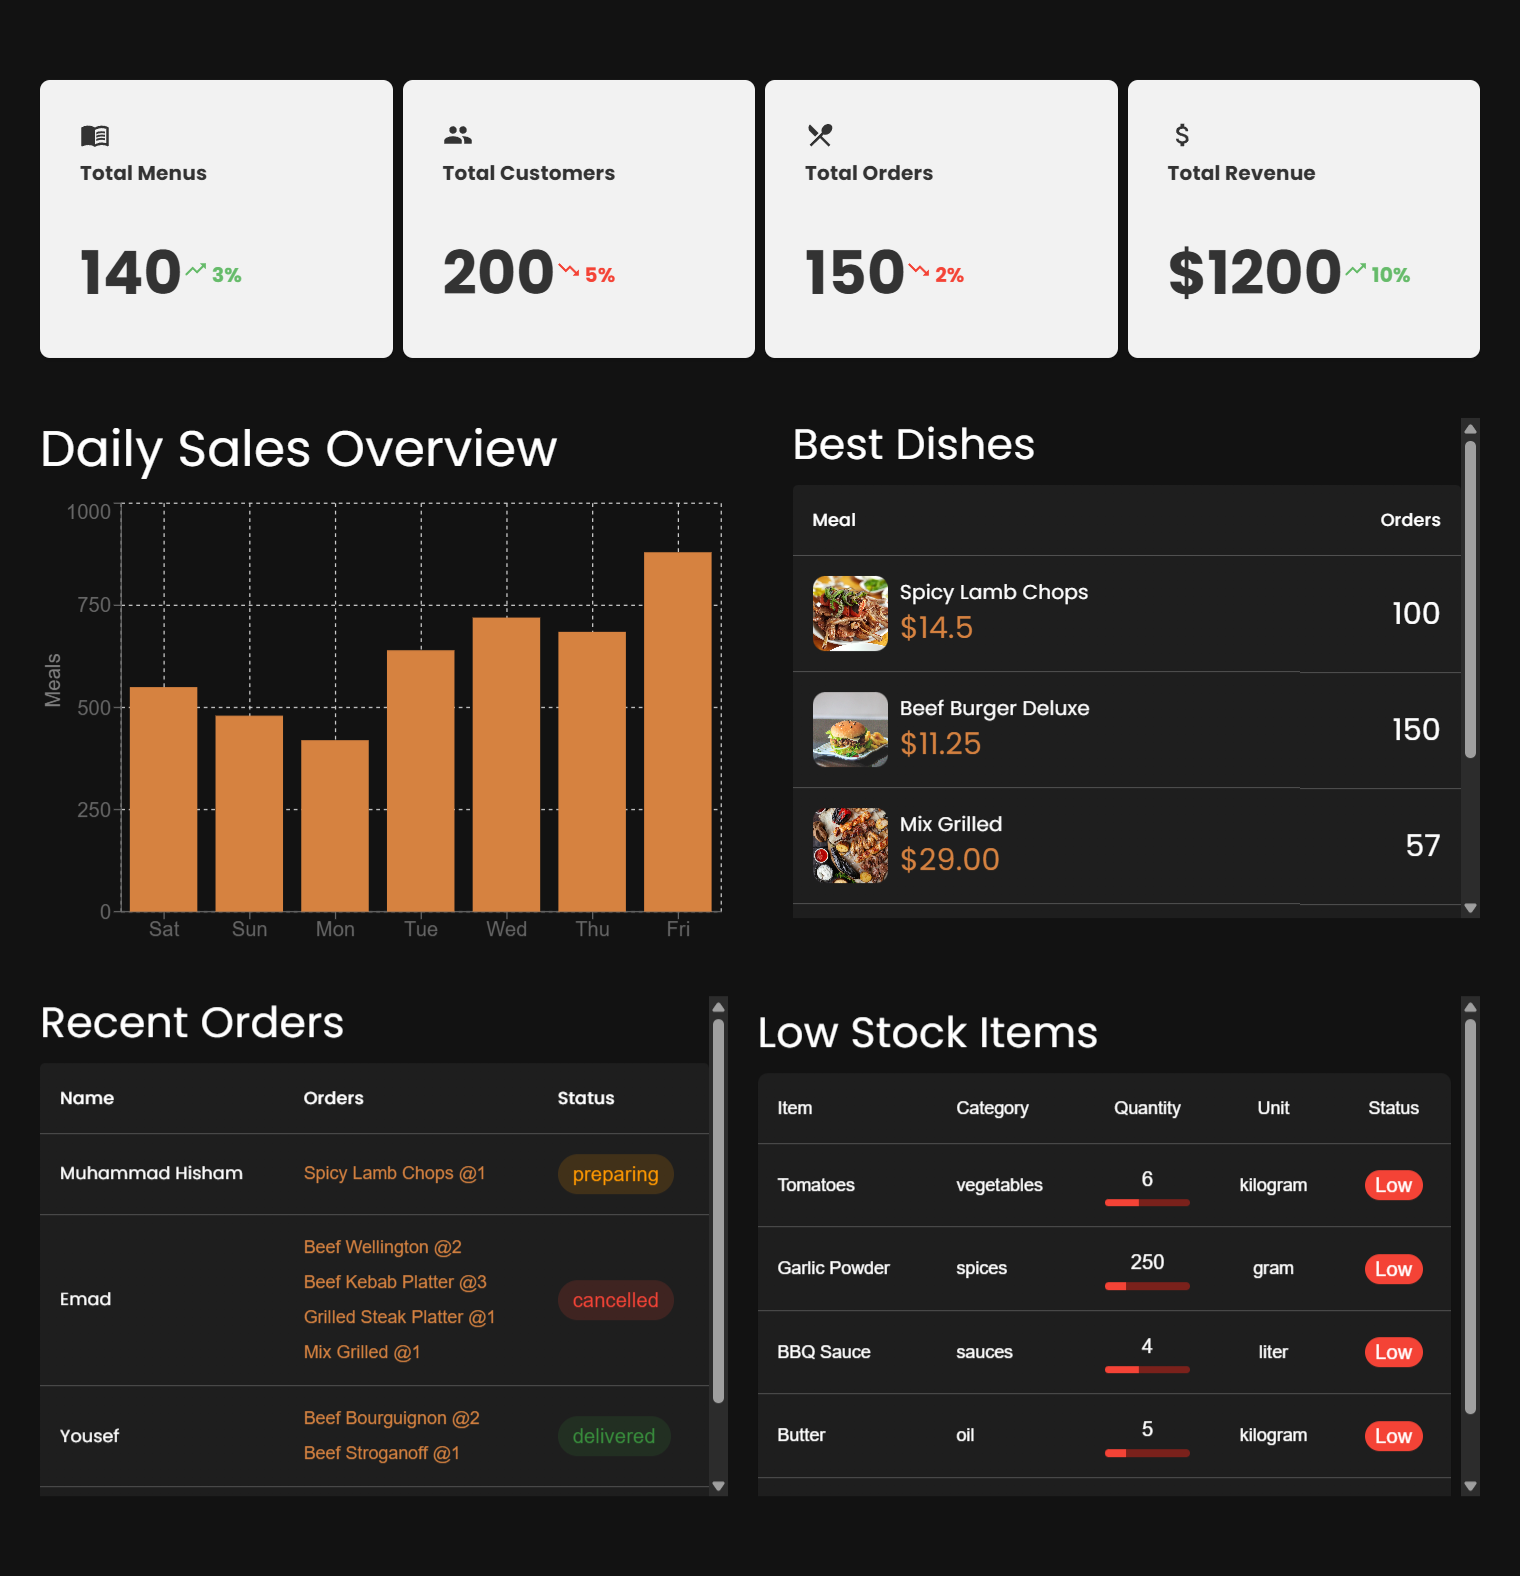 Total Menus
140 3%
Total Customers
200 5%
Total Orders
150 2%
Total Revenue
$1200 10%
Daily Sales Overview
1000
750
500
250
0
Meals
Sat Sun Mon Tue Wed Thu Fri
Best Dishes
Meal Orders
Spicy Lamb Chops
$14.5
100
Beef Burger Deluxe
$11.25
150
Mix Grilled
$29.00
57
Recent Orders
Name Orders Status
Muhammad Hisham Spicy Lamb Chops @1 preparing
Emad
Beef Wellington @2
Beef Kebab Platter @3
Grilled Steak Platter @1
Mix Grilled @1
cancelled
Yousef
Beef Bourguignon @2
Beef Stroganoff @1
delivered
Low Stock Items
Item Category Quantity Unit Status
Tomatoes vegetables 6 kilogram Low
Garlic Powder spices 250 gram Low
BBQ Sauce sauces 4 liter Low
Butter oil 5 kilogram Low